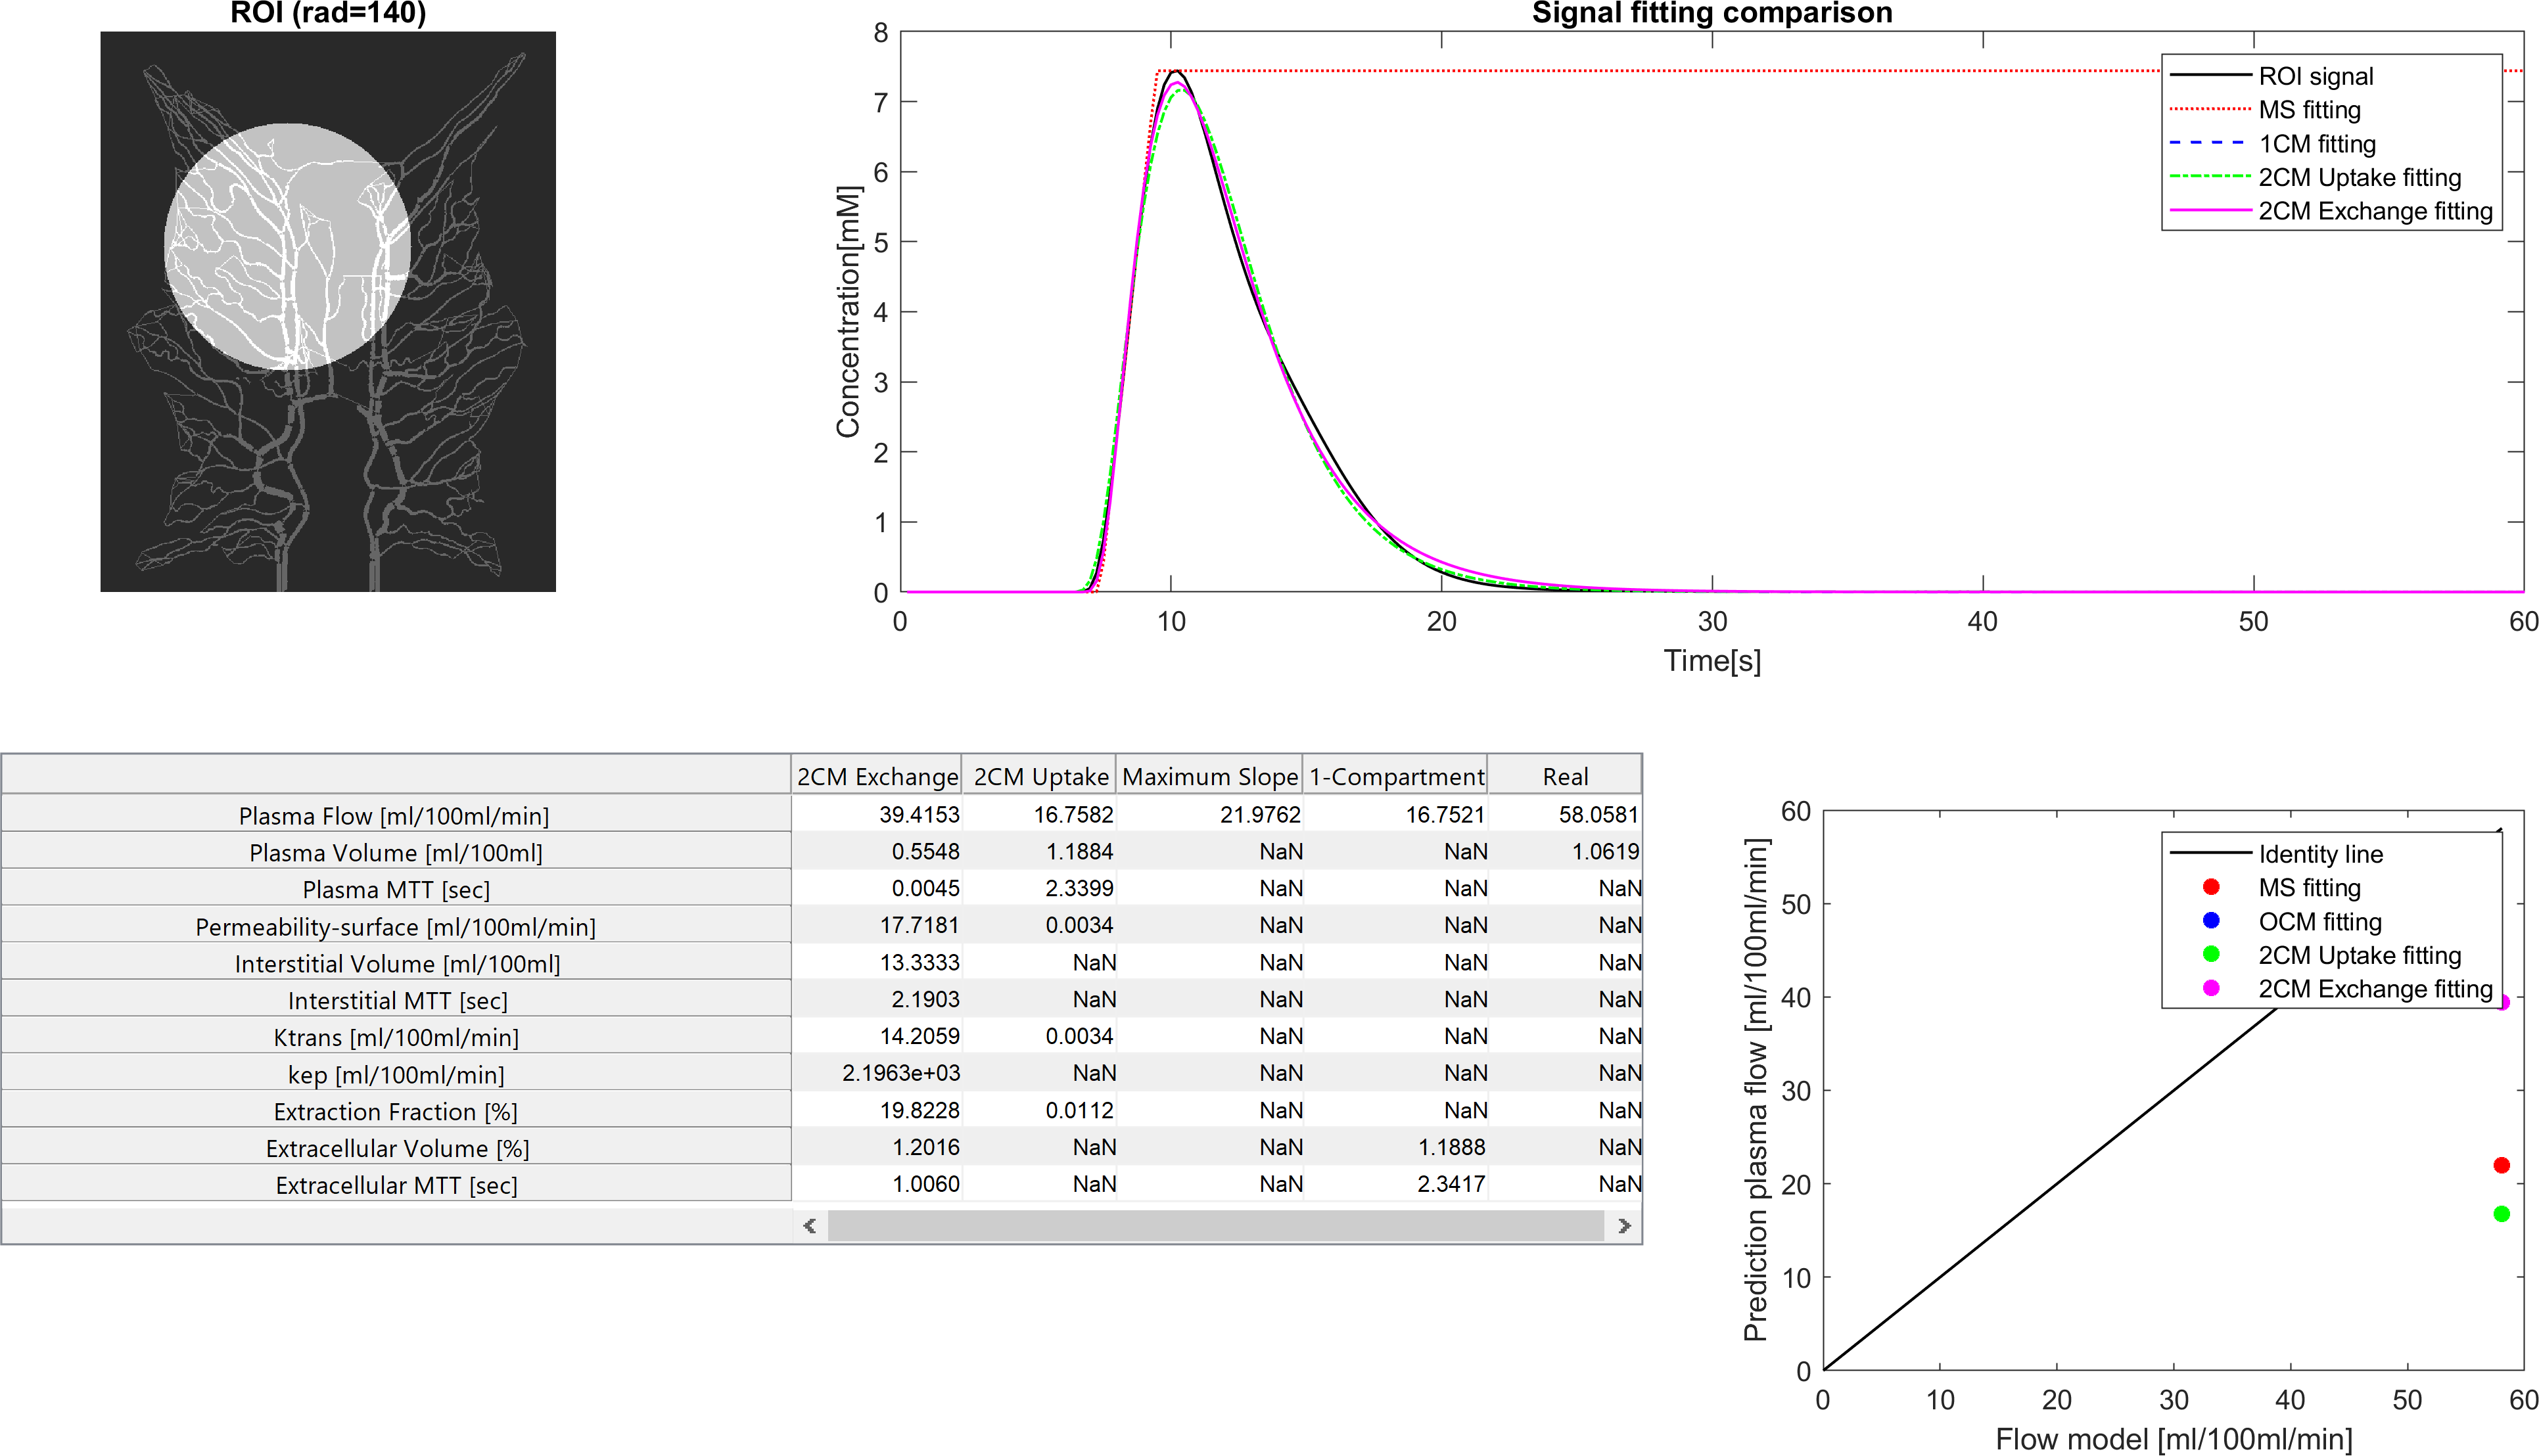 ROI (rad=140)
Signal fitting comparison
8
7
6
5
4
3
2
1
0
Concentration[mM]
0 10 20 30 40 50 60
Time[s]
ROI signal
MS fitting
1CM fitting
2CM Uptake fitting
2CM Exchange fitting
2CM Exchange 2CM Uptake Maximum Slope 1-Compartment Real
Plasma Flow [ml/100ml/min] 39.4153 16.7582 21.9762 16.7521 58.0581
Plasma Volume [ml/100ml] 0.5548 1.1884 NaN NaN 1.0619
Plasma MTT [sec] 0.0045 2.3399 NaN NaN NaN
Permeability-surface [ml/100ml/min] 17.7181 0.0034 NaN NaN NaN
Interstitial Volume [ml/100ml] 13.3333 NaN NaN NaN NaN
Interstitial MTT [sec] 2.1903 NaN NaN NaN NaN
Ktrans [ml/100ml/min] 14.2059 0.0034 NaN NaN NaN
kep [ml/100ml/min] 2.1963e+03 NaN NaN NaN NaN
Extraction Fraction [%] 19.8228 0.0112 NaN NaN NaN
Extracellular Volume [%] 1.2016 NaN NaN 1.1888 NaN
Extracellular MTT [sec] 1.0060 NaN NaN 2.3417 NaN
60
50
40
30
20
10
0
Prediction plasma flow [ml/100ml/min]
0 10 20 30 40 50 60
Flow model [ml/100ml/min]
Identity line
MS fitting
OCM fitting
2CM Uptake fitting
2CM Exchange fitting